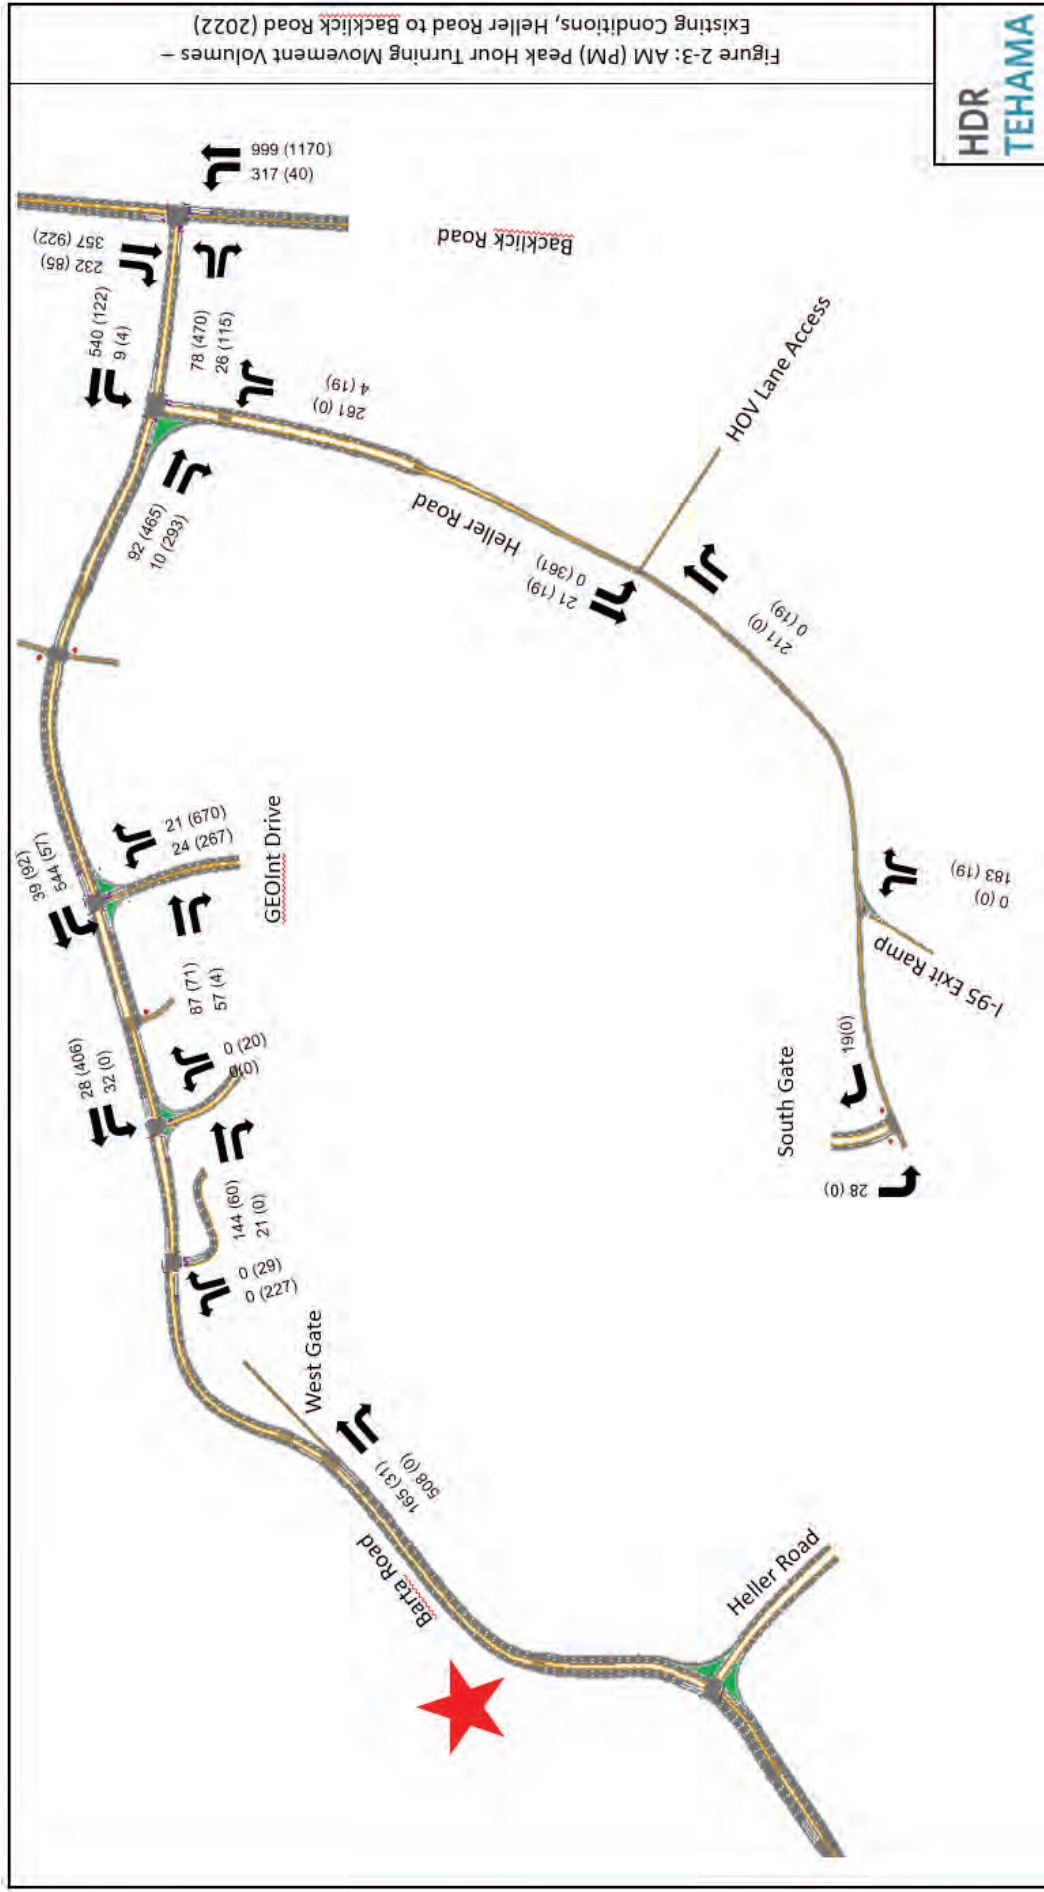 Figure 2-3: AM (PM) Peak Hour Turning Movement Volumes –
Existing Conditions, Heller Road to Backlick Road (2022)
HDR
TEHAMA
999 (1170)
317 (40)
Backlick Road
357 (922)
232 (85)
540 (122)
9 (4)
78 (470)
26 (115)
4 (19)
261 (0)
HOV Lane Access
92 (465)
10 (293)
Heller Road
0 (361)
21 (19)
211 (0)
0 (19)
39 (92)
544 (57)
21 (670)
24 (267)
GEOInt Drive
87 (71)
57 (4)
183 (19)
0 (0)
I-95 Exit Ramp
28 (406)
32 (0)
0 (20)
0(0)
19(0)
South Gate
28 (0)
144 (60)
21 (0)
0 (29)
0 (227)
West Gate
165 (31)
508 (0)
Barta Road
Heller Road